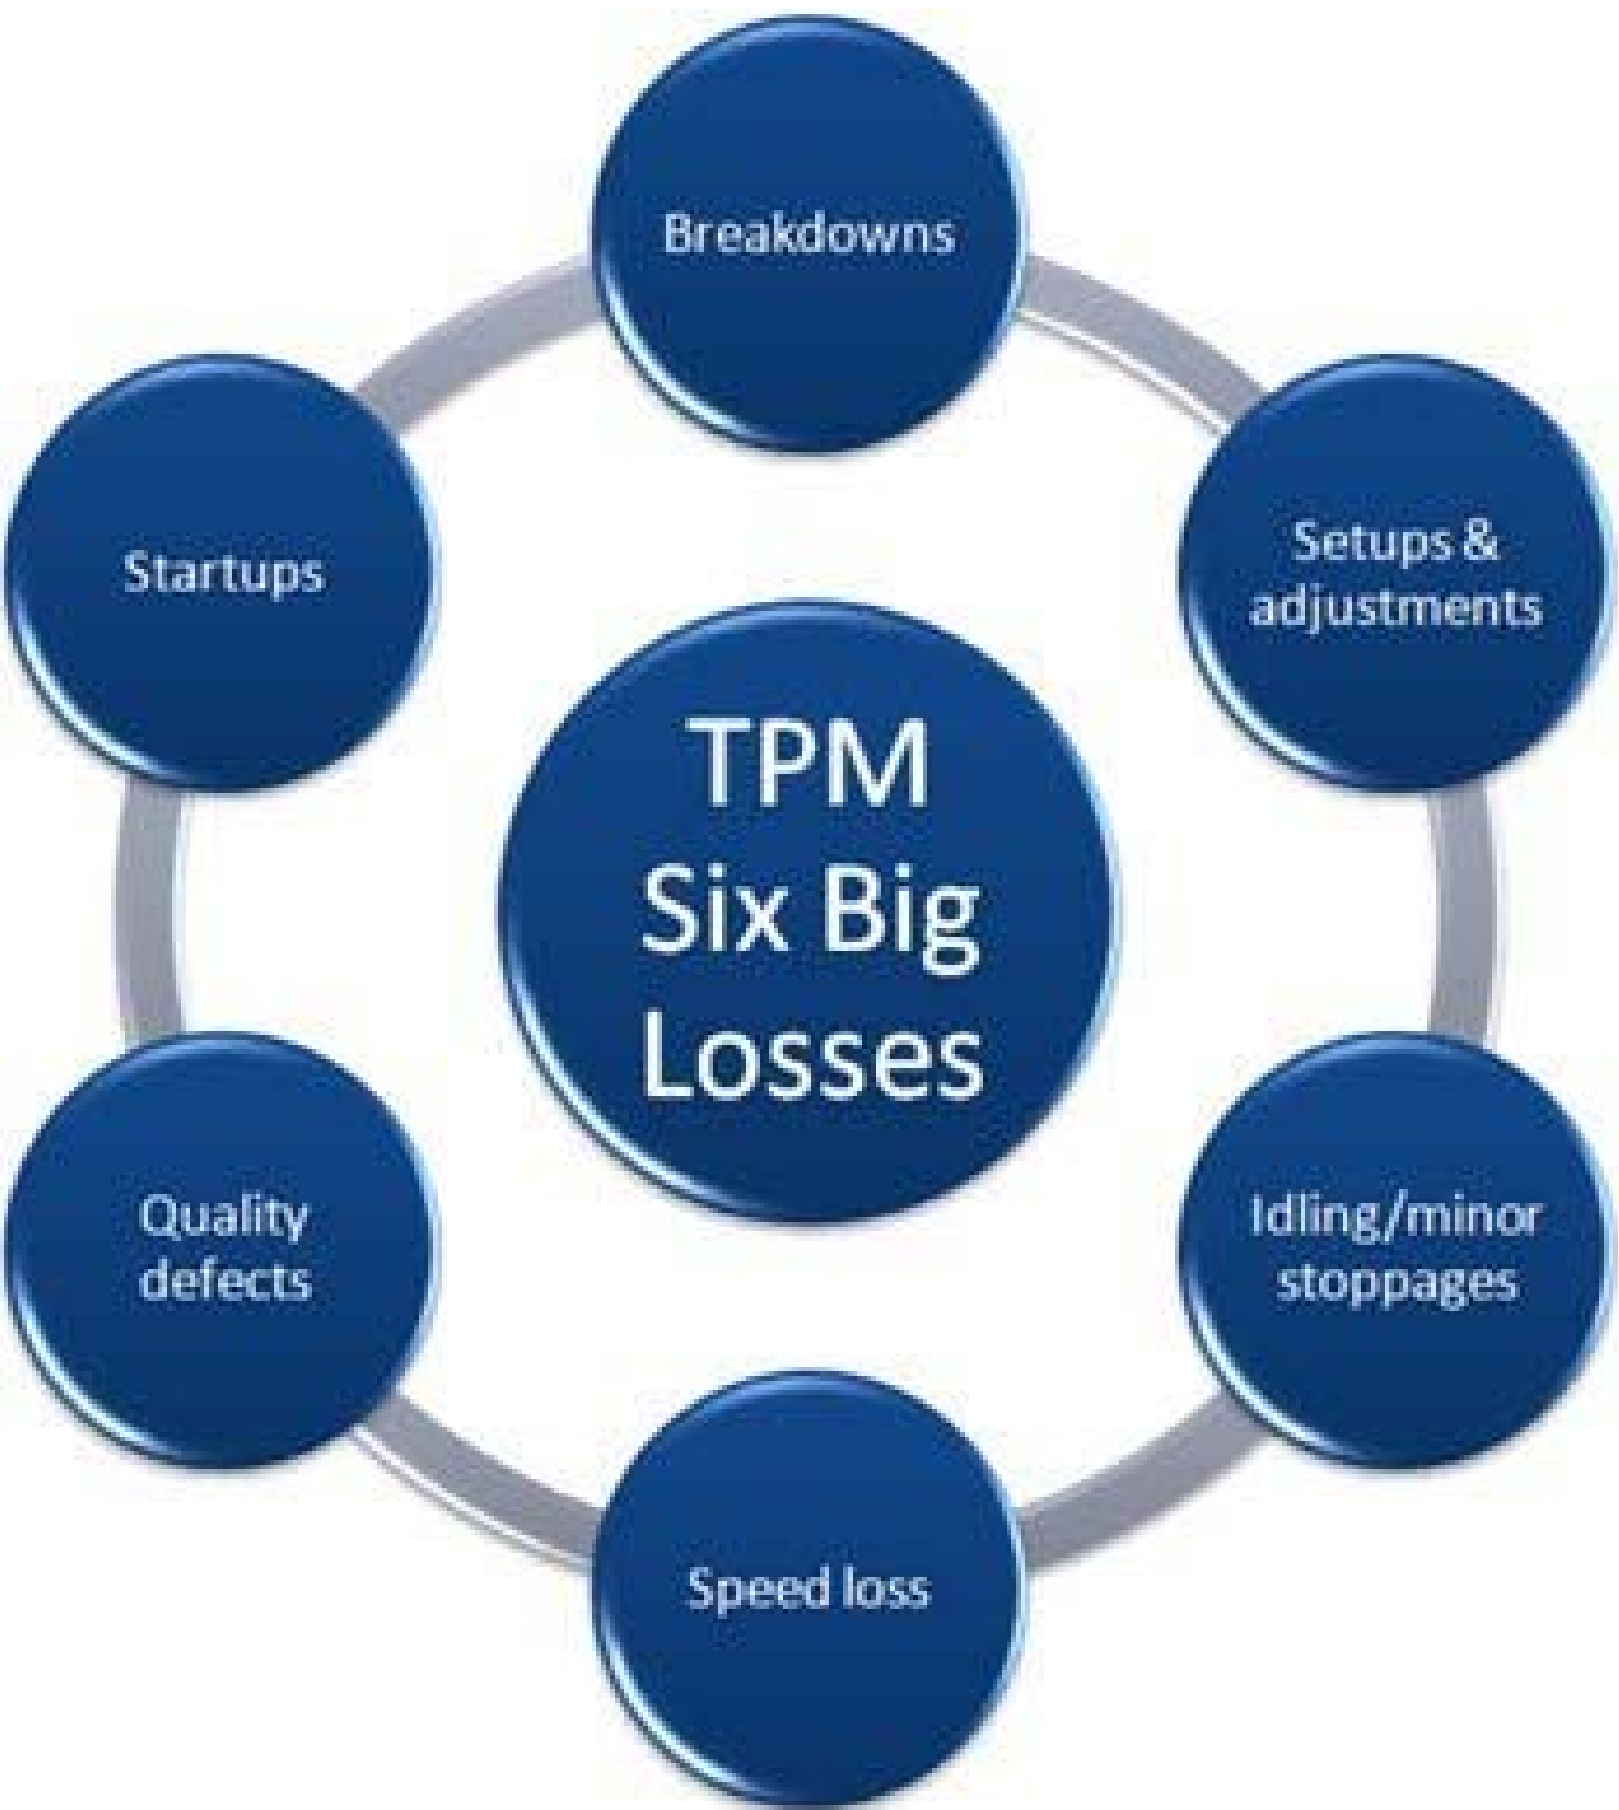 Breakdowns
Setups &
adjustments
Startups
TPM
Six Big
Losses
Idling/minor
stoppages
Quality
defects
Speed loss